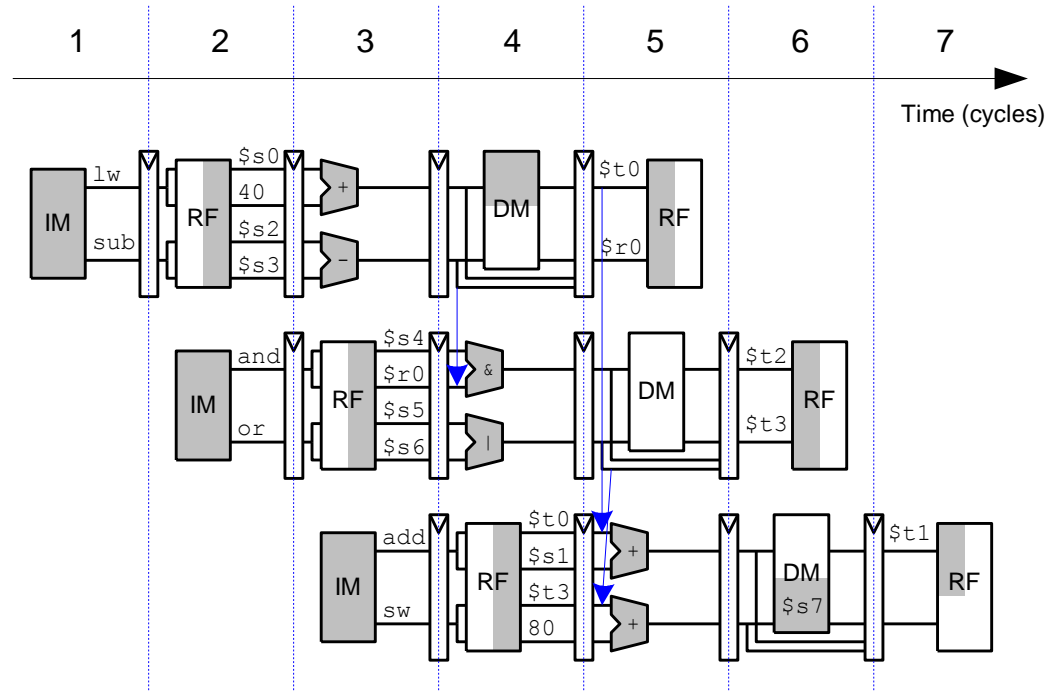 1 2 3 4 5 6 7
Time (cycles)
IM lw sub RF $s0 40 $s2 $s3 + - DM $t0 $r0 RF
IM and or RF $s4 $r0 $s5 $s6 & | DM $t2 $t3 RF
IM add sw RF $t0 $s1 $t3 80 + + DM $s7 $t1 RF